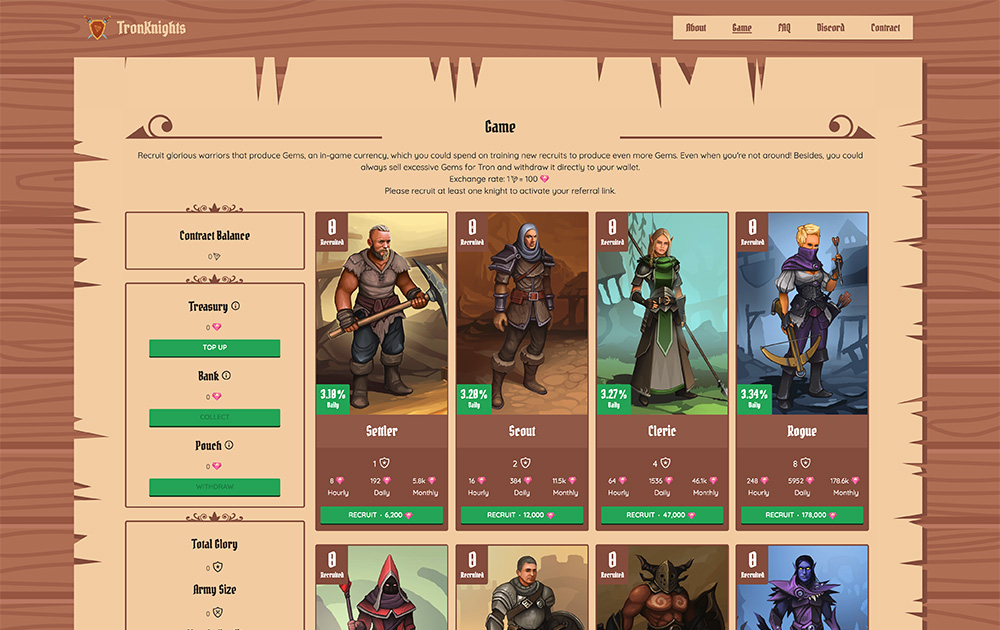 TronKnights
About Game FAQ Discord Contract
Game
Recruit glorious warriors that produce Gems, an in-game currency, which you could spend on training new recruits to produce even more Gems. Even when you're not around! Besides, you could
always sell excessive Gems for Tron and withdraw it directly to your wallet.
Exchange rate: 1 = 100
Please recruit at least one knight to activate your referral link.
Contract Balance
0
Treasury
0
TOP UP
Bank
0
COLLECT
Pouch
0
WITHDRAW
Total Glory
0
Army Size
0
0
Recruited
3.10%
Daily
Settler
1
8 192 5.8k
Hourly Daily Monthly
RECRUIT · 6,200
0
Recruited
3.20%
Daily
Scout
2
16 384 11.5k
Hourly Daily Monthly
RECRUIT · 12,000
0
Recruited
3.27%
Daily
Cleric
4
64 1536 46.1k
Hourly Daily Monthly
RECRUIT · 47,000
0
Recruited
3.34%
Daily
Rogue
8
248 5952 178.6k
Hourly Daily Monthly
RECRUIT · 178,000
0
Recruited
0
Recruited
0
Recruited
0
Recruited